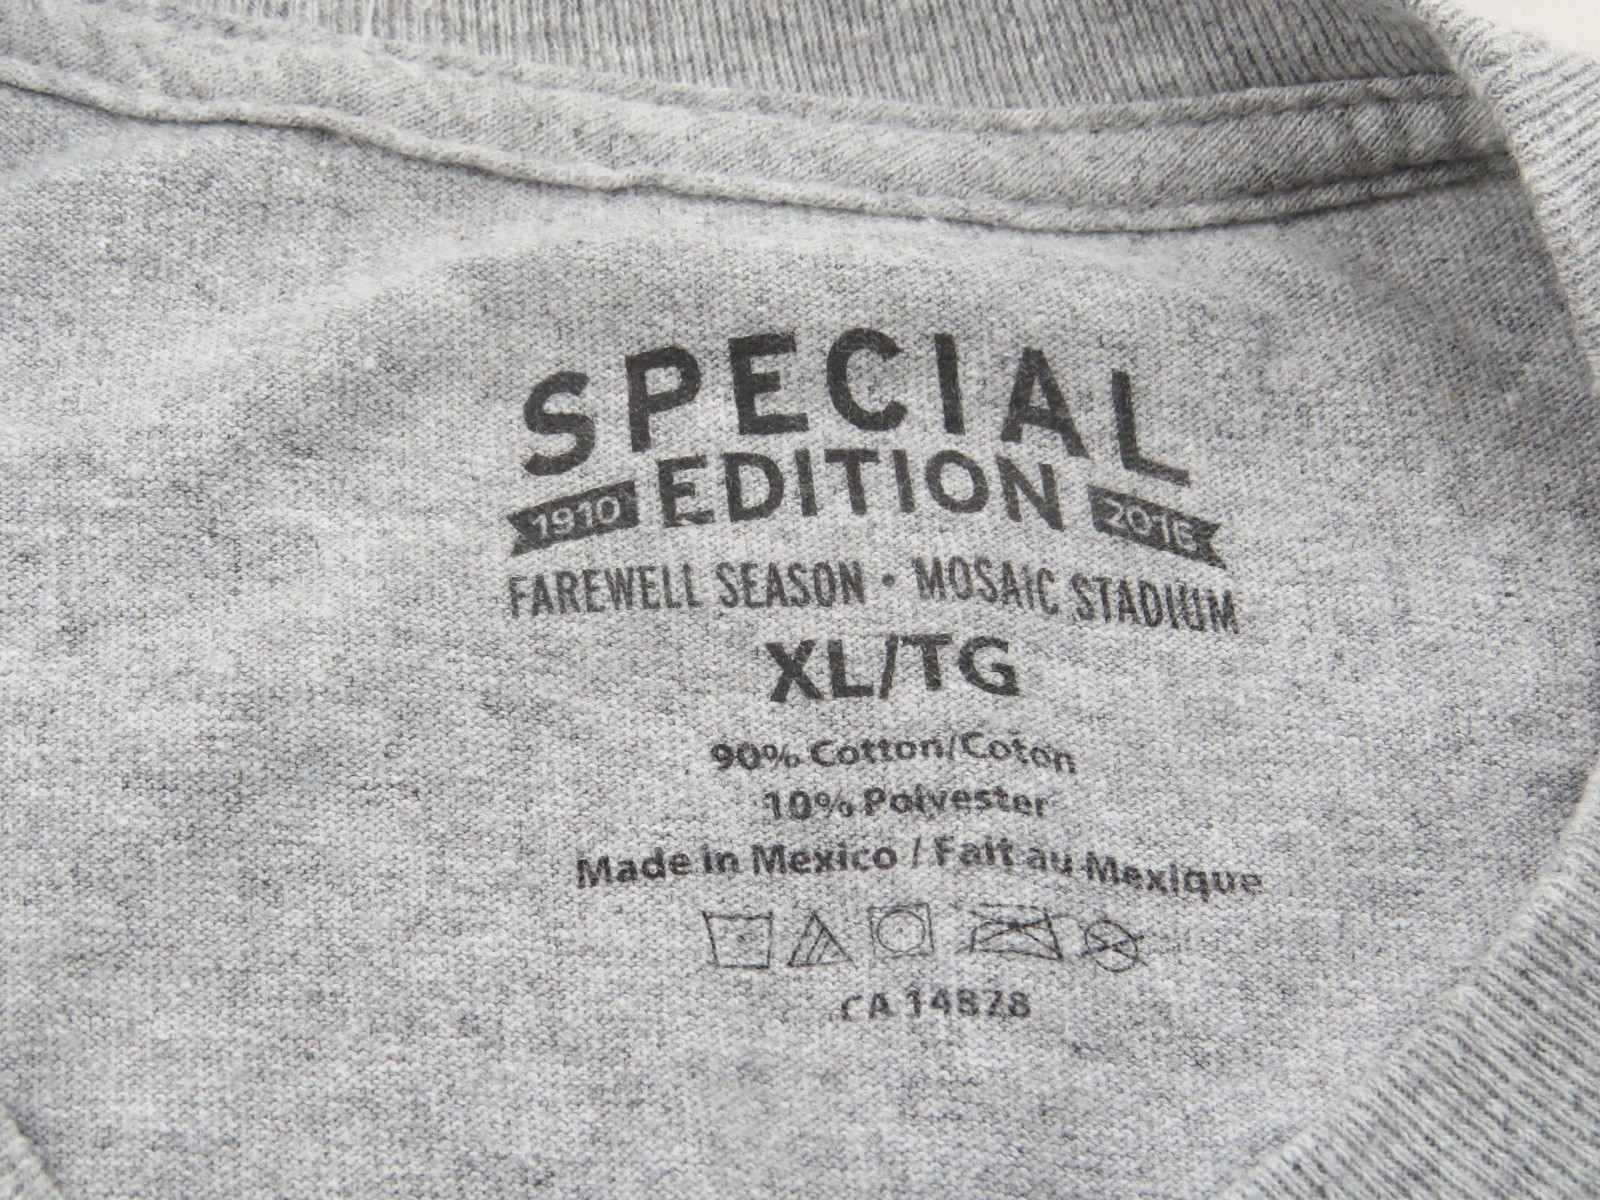 SPECIAL
1910 EDITION 2016
FAREWELL SEASON • MOSAIC STADIUM
XL/TG
90% Cotton/Coton
10% Polyester
Made in Mexico / Fait au Mexique
CA 14878